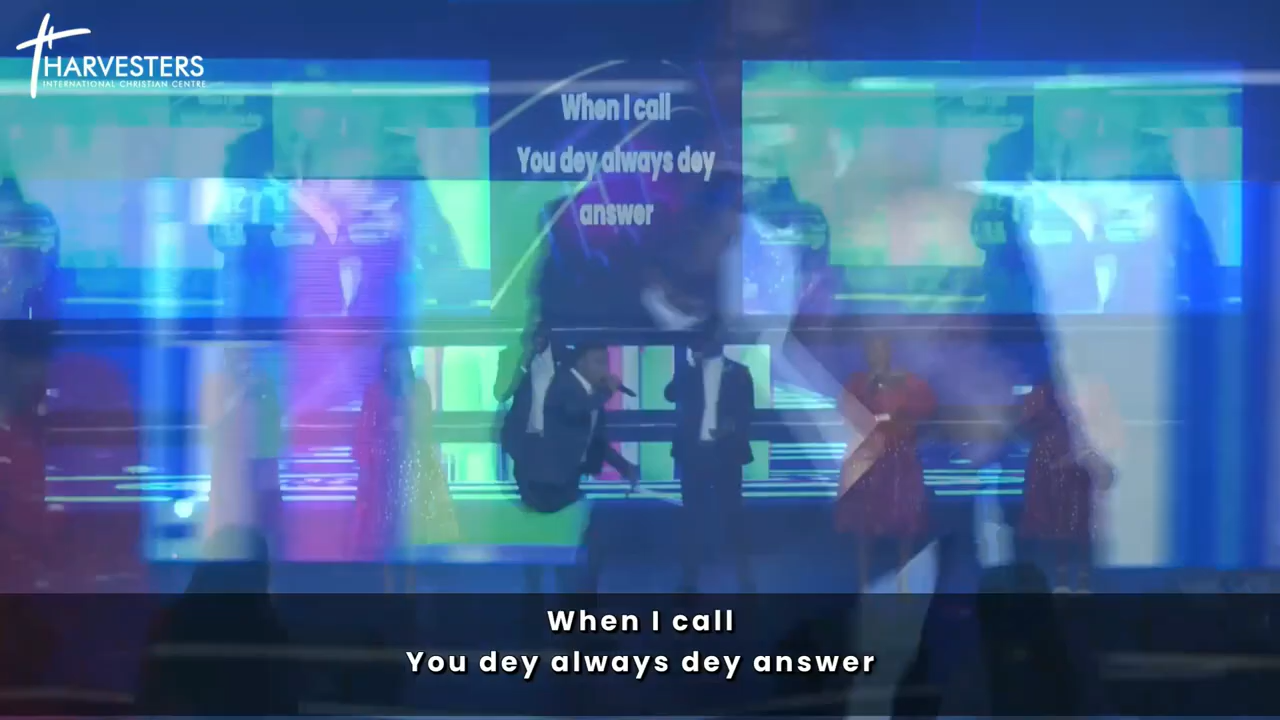 HARVESTERS
INTERNATIONAL CHRISTIAN CENTRE
When I call
You dey always dey
answer
When I call
You dey always dey answer